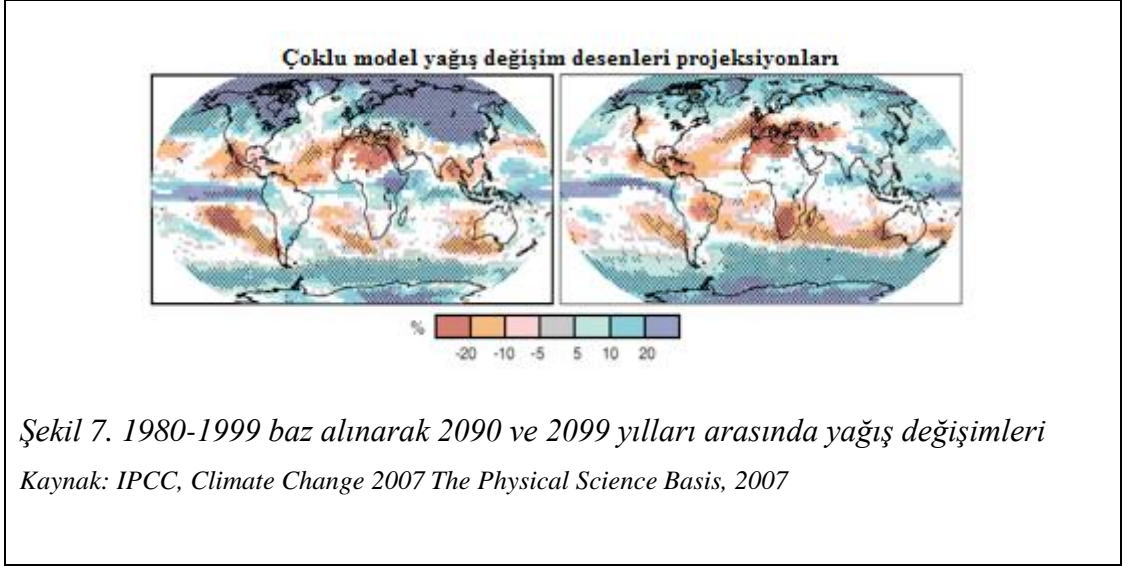 Çoklu model yağış değişim desenleri projeksiyonları
%
-20 -10 -5 5 10 20
Şekil 7. 1980-1999 baz alınarak 2090 ve 2099 yılları arasında yağış değişimleri
Kaynak: IPCC, Climate Change 2007 The Physical Science Basis, 2007